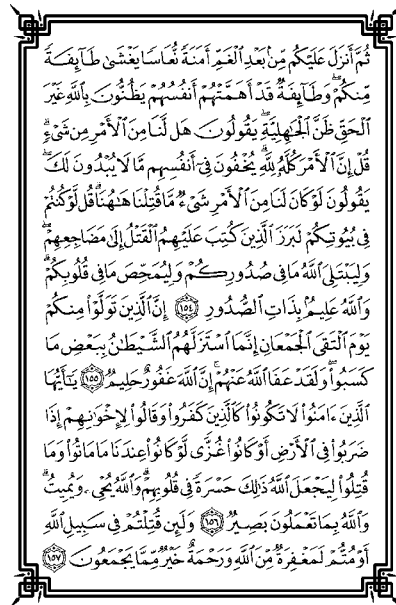 ثُمَّ أَنزَلَ عَلَيْكُم مِّنۢ بَعْدِ ٱلْغَمِّ أَمَنَةً نُّعَاسًا يَغْشَىٰ طَآئِفَةً
مِّنكُمْ ۖ وَطَآئِفَةٌ قَدْ أَهَمَّتْهُمْ أَنفُسُهُمْ يَظُنُّونَ بِٱللَّهِ غَيْرَ
ٱلْحَقِّ ظَنَّ ٱلْجَـٰهِلِيَّةِ ۖ يَقُولُونَ هَل لَّنَا مِنَ ٱلْأَمْرِ مِن شَىْءٍ ۗ
قُلْ إِنَّ ٱلْأَمْرَ كُلَّهُۥ لِلَّهِ ۗ يُخْفُونَ فِىٓ أَنفُسِهِم مَّا لَا يُبْدُونَ لَكَ ۖ
يَقُولُونَ لَوْ كَانَ لَنَا مِنَ ٱلْأَمْرِ شَىْءٌ مَّا قُتِلْنَا هَـٰهُنَا ۗ قُل لَّوْ كُنتُمْ
فِى بُيُوتِكُمْ لَبَرَزَ ٱلَّذِينَ كُتِبَ عَلَيْهِمُ ٱلْقَتْلُ إِلَىٰ مَضَاجِعِهِمْ ۖ
وَلِيَبْتَلِىَ ٱللَّهُ مَا فِى صُدُورِكُمْ وَلِيُمَحِّصَ مَا فِى قُلُوبِكُمْ ۗ
وَٱللَّهُ عَلِيمٌۢ بِذَاتِ ٱلصُّدُورِ ١٥٤ إِنَّ ٱلَّذِينَ تَوَلَّوْا۟ مِنكُمْ
يَوْمَ ٱلْتَقَى ٱلْجَمْعَانِ إِنَّمَا ٱسْتَزَلَّهُمُ ٱلشَّيْطَـٰنُ بِبَعْضِ مَا
كَسَبُوا۟ ۖ وَلَقَدْ عَفَا ٱللَّهُ عَنْهُمْ ۗ إِنَّ ٱللَّهَ غَفُورٌ حَلِيمٌ ١٥٥ يَـٰٓأَيُّهَا
ٱلَّذِينَ ءَامَنُوا۟ لَا تَكُونُوا۟ كَٱلَّذِينَ كَفَرُوا۟ وَقَالُوا۟ لِإِخْوَٰنِهِمْ إِذَا
ضَرَبُوا۟ فِى ٱلْأَرْضِ أَوْ كَانُوا۟ غُزًّى لَّوْ كَانُوا۟ عِندَنَا مَا مَاتُوا۟ وَمَا
قُتِلُوا۟ لِيَجْعَلَ ٱللَّهُ ذَٰلِكَ حَسْرَةً فِى قُلُوبِهِمْ ۗ وَٱللَّهُ يُحْىِۦ وَيُمِيتُ ۗ
وَٱللَّهُ بِمَا تَعْمَلُونَ بَصِيرٌ ١٥٦ وَلَئِن قُتِلْتُمْ فِى سَبِيلِ ٱللَّهِ
أَوْ مُتُّمْ لَمَغْفِرَةٌ مِّنَ ٱللَّهِ وَرَحْمَةٌ خَيْرٌ مِّمَّا يَجْمَعُونَ ١٥٧